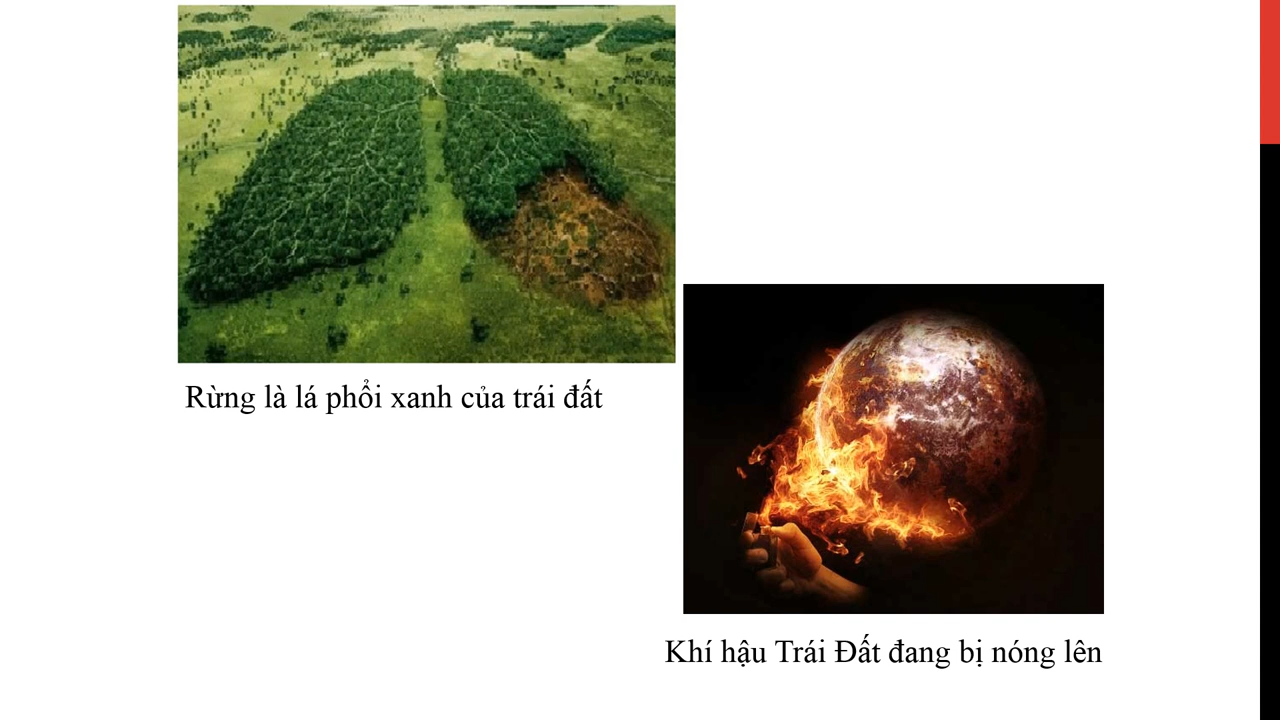 Rừng là lá phổi xanh của trái đất
Khí hậu Trái Đất đang bị nóng lên